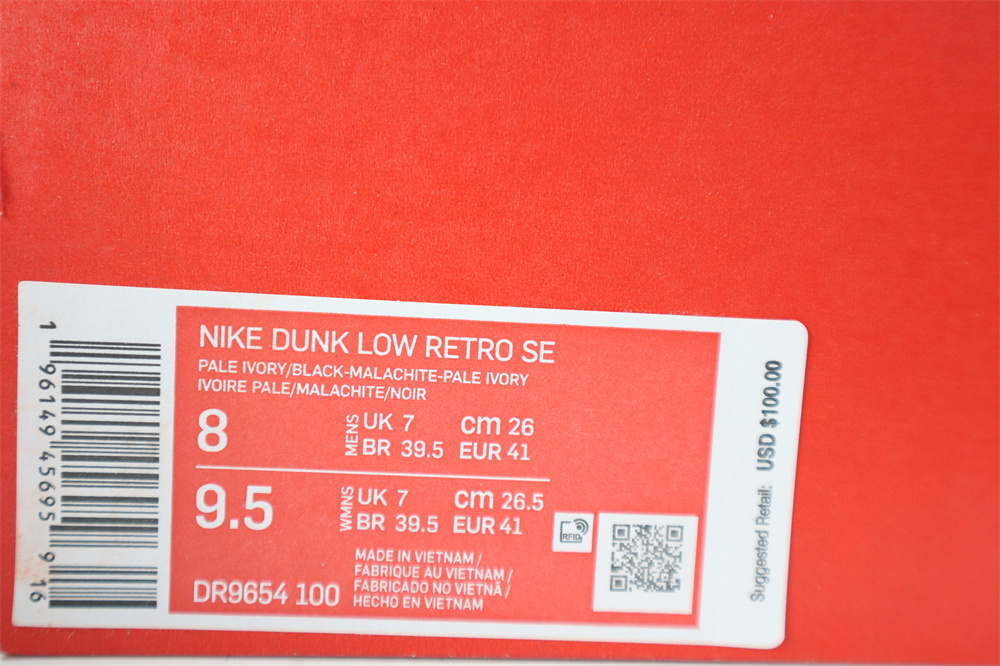 NIKE DUNK LOW RETRO SE
PALE IVORY/BLACK-MALACHITE-PALE IVORY
IVOIRE PALE/MALACHITE/NOIR
8 MENS UK 7 cm 26
BR 39.5 EUR 41
9.5 WMNS UK 7 cm 26.5
BR 39.5 EUR 41
RFID
MADE IN VIETNAM /
FABRIQUE AU VIETNAM /
FABRICADO NO VIETNÃ /
HECHO EN VIETNAM
DR9654 100
1 96149 45695 9 16
Suggested Retail: USD $100.00